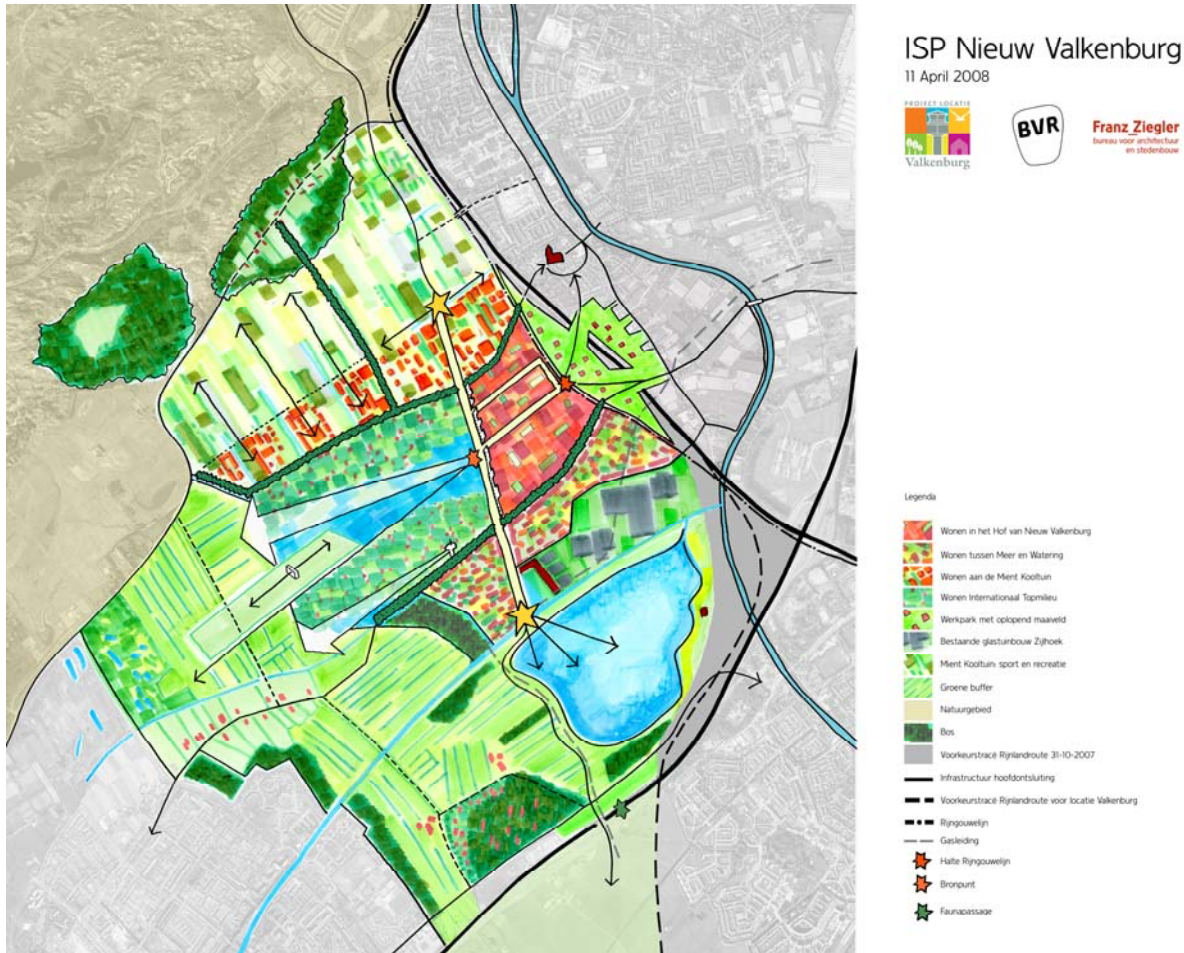 ISP Nieuw Valkenburg
11 April 2008
PROJECT LOCATIE
Valkenburg
BVR
Franz_Ziegler
bureau voor architectuur
en stedenbouw
Legenda
Wonen in het Hof van Nieuw Valkenburg
Wonen tussen Meer en Watering
Wonen aan de Mient Kooltuin
Wonen Internationaal Topmilieu
Werkpark met oplopend maaiveld
Bestaande glastuinbouw Zijlhoek
Mient Kooltuin: sport en recreatie
Groene buffer
Natuurgebied
Bos
Voorkeurstracé Rijnlandroute 31-10-2007
Infrastructuur hoofdontsluiting
Voorkeurstracé Rijnlandroute voor locatie Valkenburg
Rijngouwelijn
Gasleiding
Halte Rijngouwelijn
Bronpunt
Faunapassage